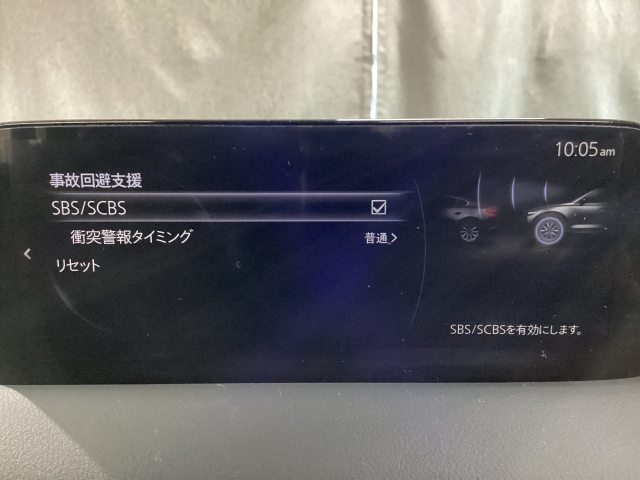 10:05am
事故回避支援
SBS/SCBS
衝突警報タイミング 普通
リセット
SBS/SCBSを有効にします。